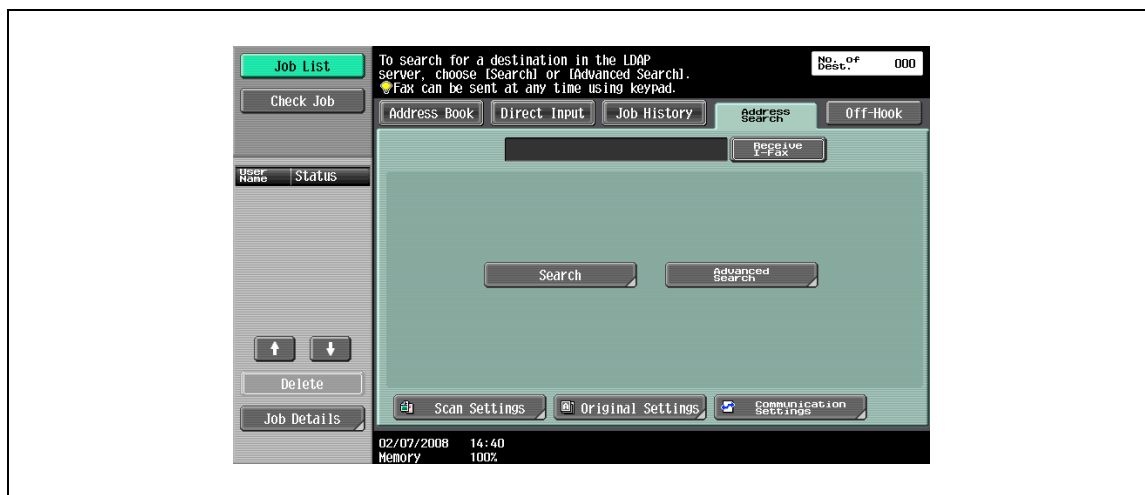 Job List
Check Job
User Name Status
Delete
Job Details
To search for a destination in the LDAP
server, choose [Search] or [Advanced Search].
Fax can be sent at any time using keypad.
No. of Dest. 000
Address Book Direct Input Job History Address Search Off-Hook
Receive I-Fax
Search Advanced Search
Scan Settings Original Settings Communication Settings
02/07/2008 14:40
Memory 100%